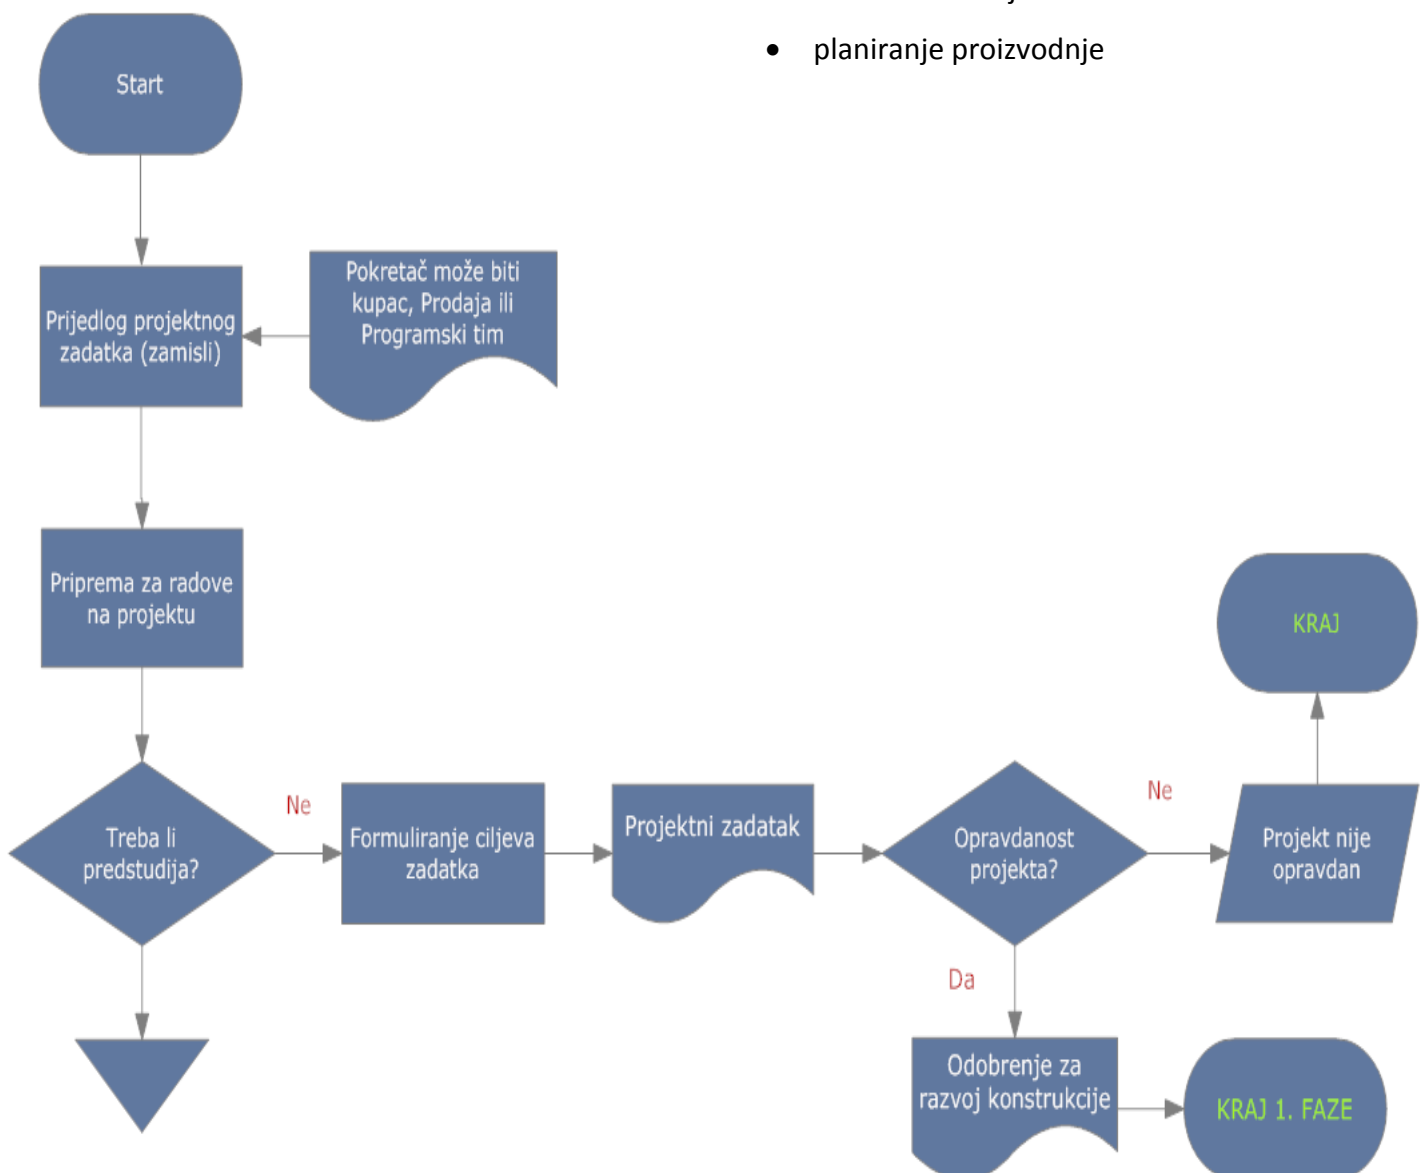 • planiranje proizvodnje
Start
Pokretač može biti
kupac, Prodaja ili
Programski tim
Prijedlog projektnog
zadatka (zamisli)
Priprema za radove
na projektu
KRAJ
Ne
Ne
Treba li
predstudija?
Formuliranje ciljeva
zadatka
Projektni zadatak
Opravdanost
projekta?
Projekt nije
opravdan
Da
Odobrenje za
razvoj konstrukcije
KRAJ 1. FAZE